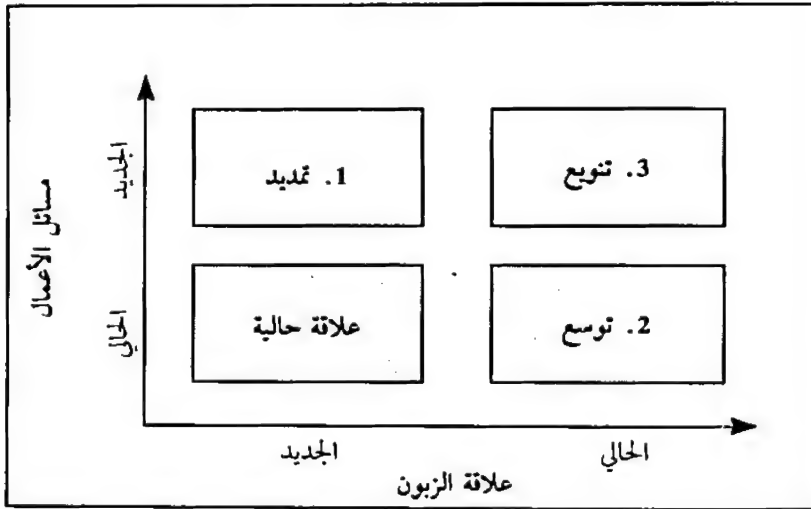 مسائل الأعمال
الجديد
الحالي
1. تمديد
3. تنويع
علاقة حالية
2. توسع
الجديد
الحالي
علاقة الزبون